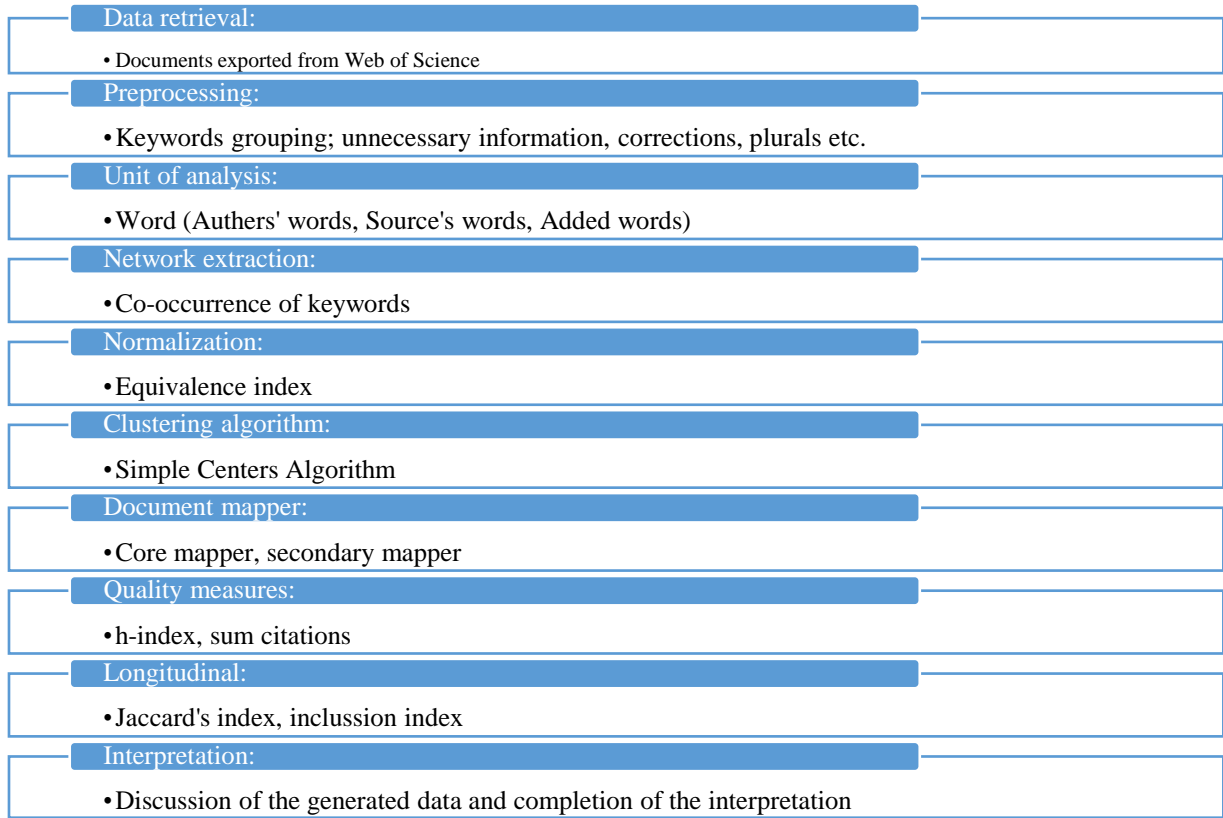 Data retrieval:
• Documents exported from Web of Science
Preprocessing:
• Keywords grouping; unnecessary information, corrections, plurals etc.
Unit of analysis:
• Word (Authers' words, Source's words, Added words)
Network extraction:
• Co-occurrence of keywords
Normalization:
• Equivalence index
Clustering algorithm:
• Simple Centers Algorithm
Document mapper:
• Core mapper, secondary mapper
Quality measures:
• h-index, sum citations
Longitudinal:
• Jaccard's index, inclussion index
Interpretation:
• Discussion of the generated data and completion of the interpretation